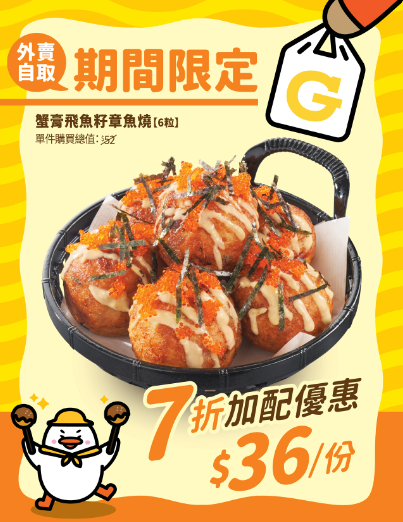 外賣
自取
期間限定
G
蟹膏飛魚籽章魚燒【6粒】
單件購買總值：$52
7折加配優惠
$36/份